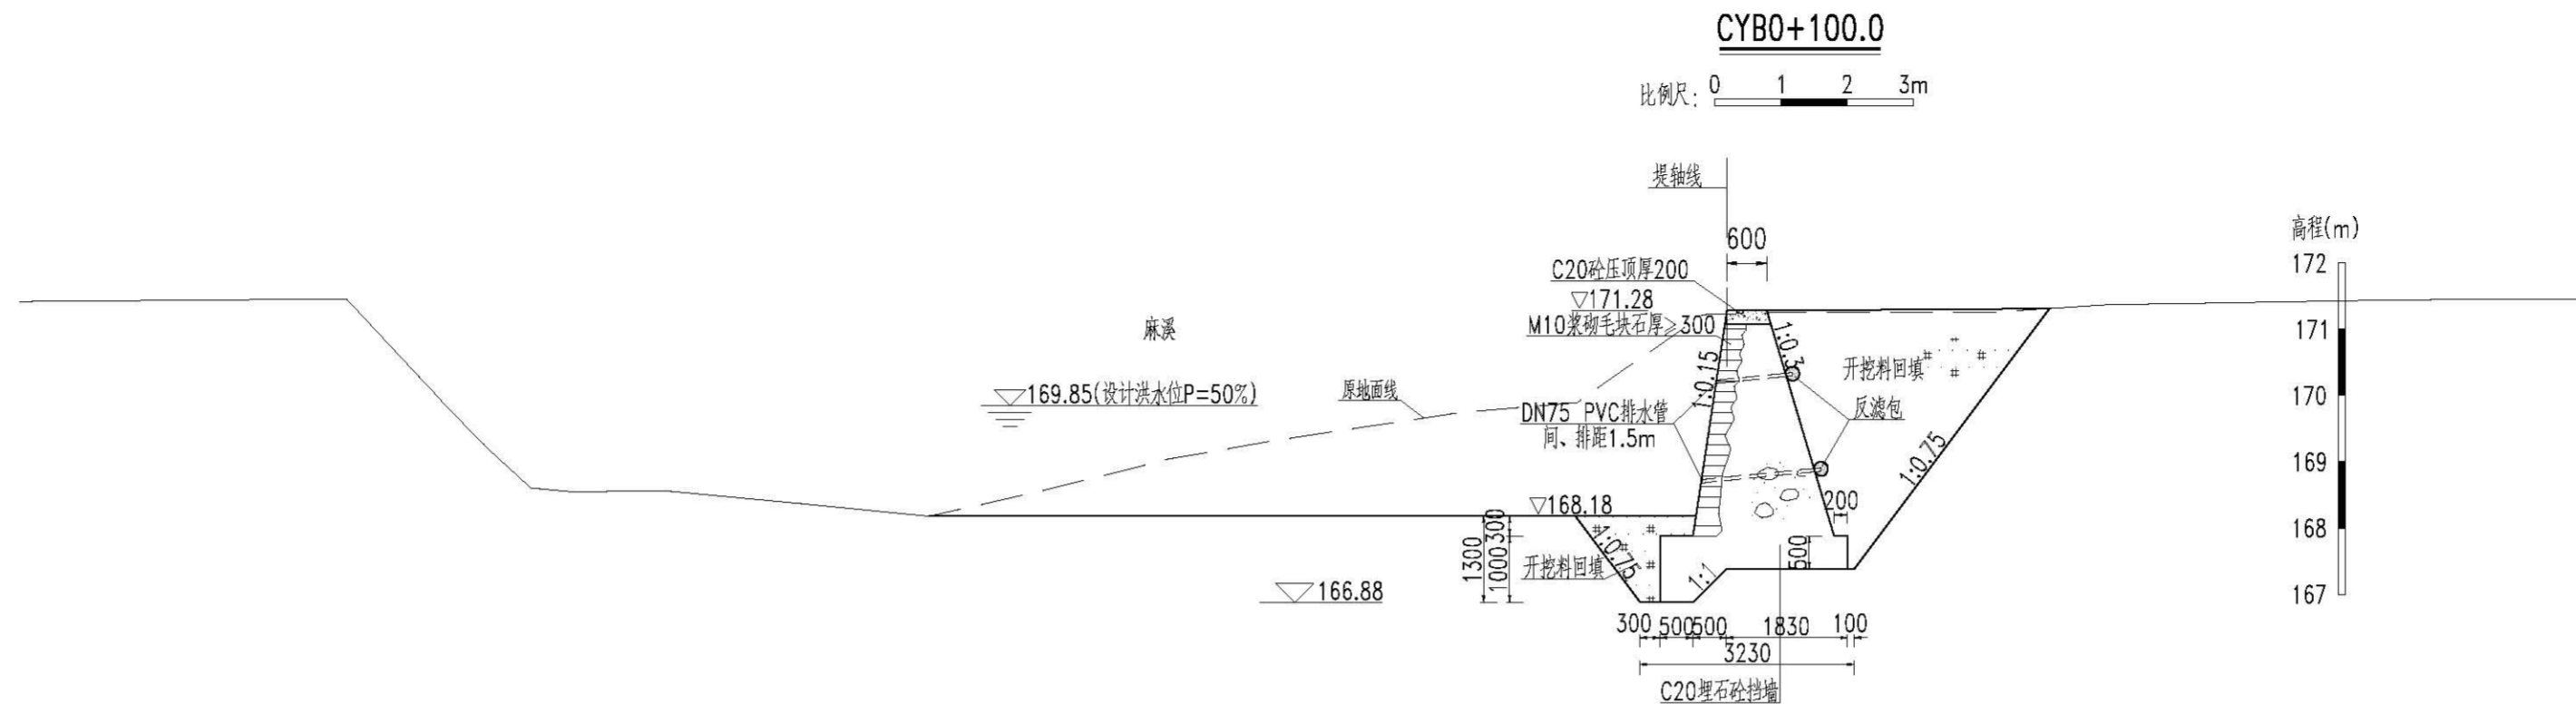 CYB0+100.0
比例尺: 0 1 2 3m
堤轴线
600
高程(m)
C20砼压顶厚200
▽171.28
M10浆砌毛块石厚≥300
麻溪
169.85(设计洪水位P=50%)
原地面线
1:0.15
1:0.3
开挖料回填
反滤包
DN75 PVC排水管
间、排距1.5m
1:0.75
200
▽168.18
300
1300
1000
1:0.75
开挖料回填
1:1
500
166.88
300 500 500 1830 100
3230
C20埋石砼挡墙
172
171
170
169
168
167